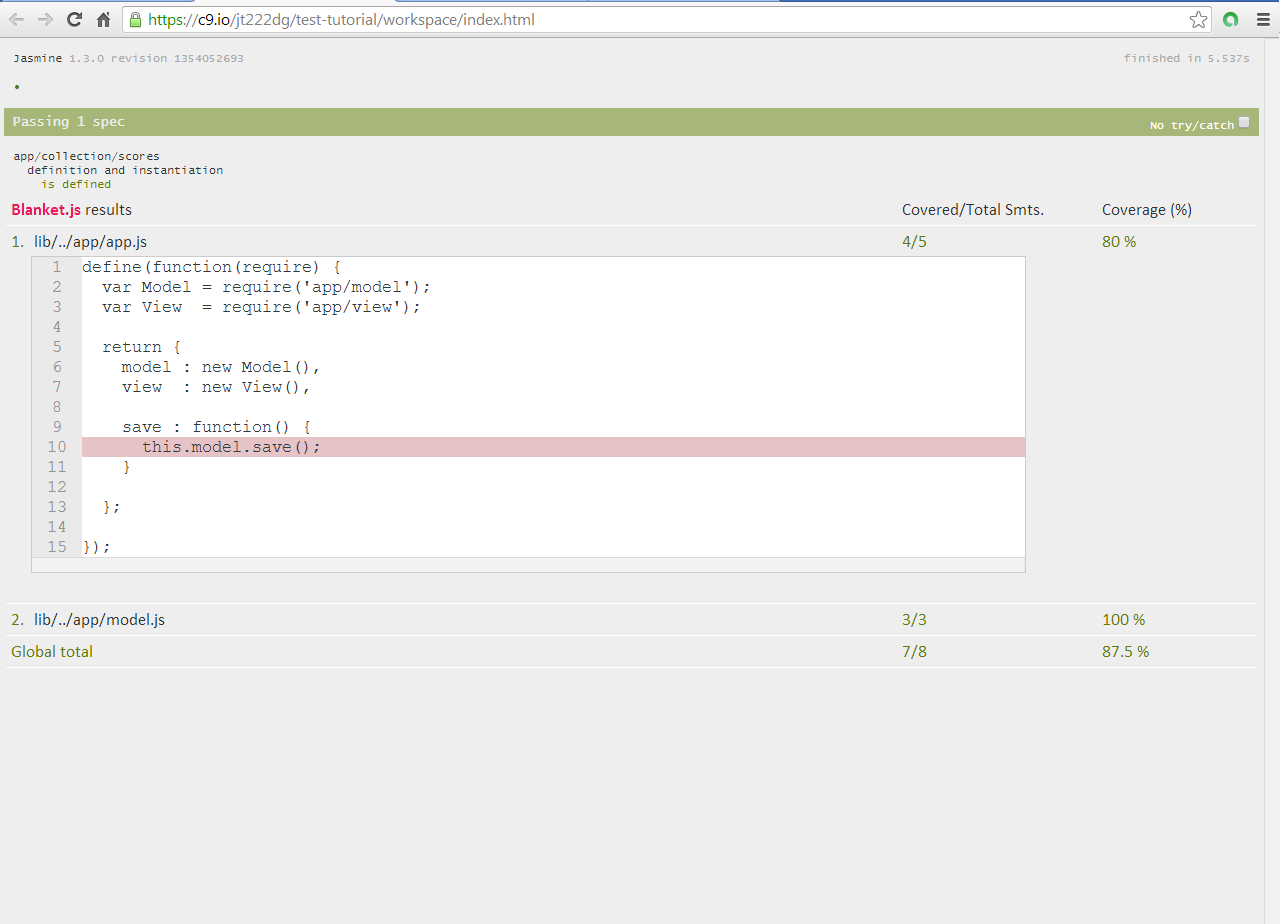 https://c9.io/jt222dg/test-tutorial/workspace/index.html
Jasmine 1.3.0 revision 1354052693
finished in 5.537s
•
Passing 1 spec
No try/catch
app/collection/scores
definition and instantiation
is defined
Blanket.js results Covered/Total Smts. Coverage (%)
1. lib/../app/app.js 4/5 80 %
1 define(function(require) {
2   var Model = require('app/model');
3   var View  = require('app/view');
4
5   return {
6     model : new Model(),
7     view  : new View(),
8
9     save : function() {
10       this.model.save();
11     }
12
13   };
14
15 });
2. lib/../app/model.js 3/3 100 %
Global total 7/8 87.5 %